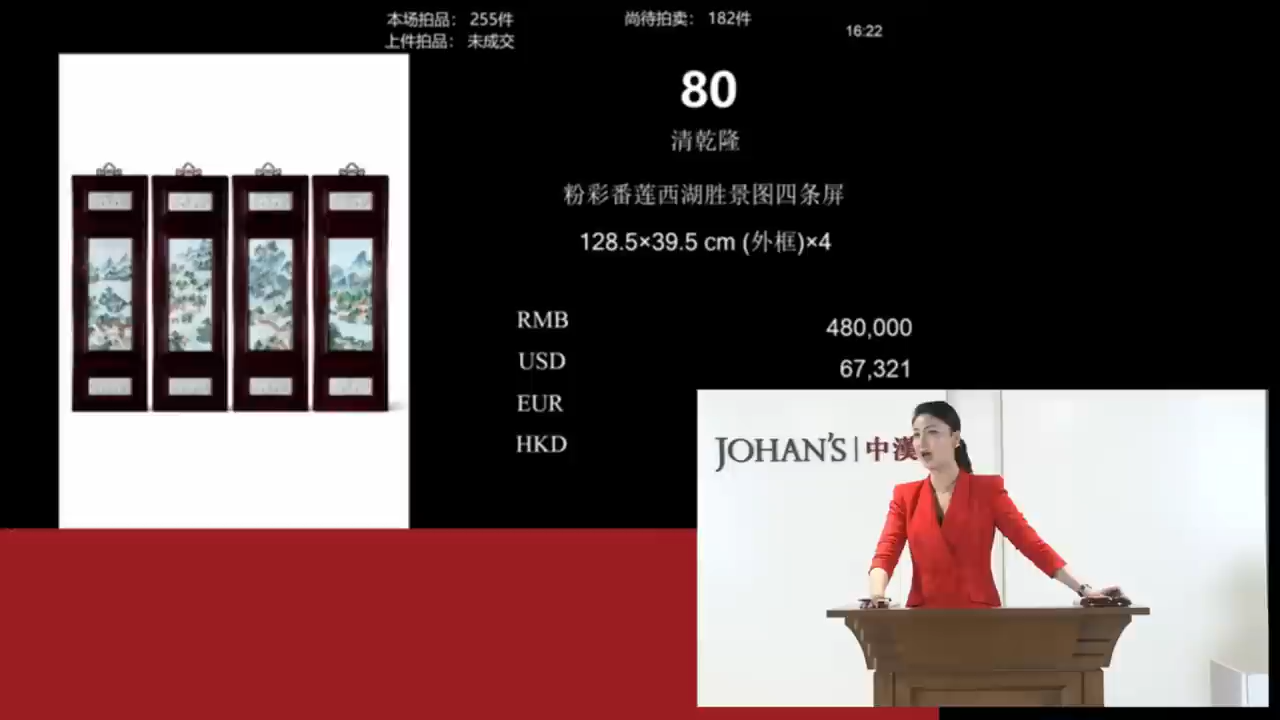 本场拍品： 255件
尚待拍卖： 182件
上件拍品： 未成交
16:22
80
清乾隆
粉彩番莲西湖胜景图四条屏
128.5×39.5 cm (外框)×4
RMB 480,000
USD 67,321
EUR
HKD
JOHAN'S | 中漢